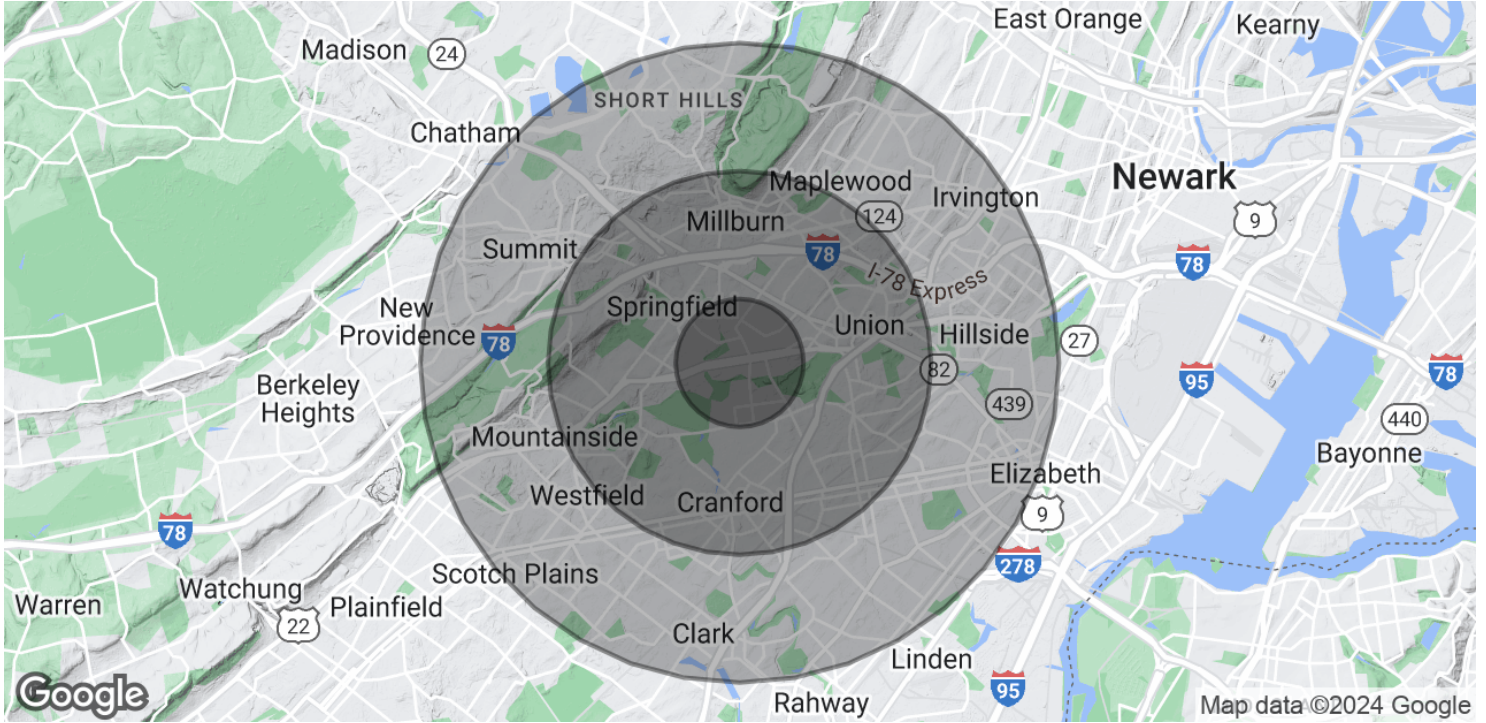 East Orange
Kearny
Madison
24
SHORT HILLS
Chatham
Maplewood
Newark
Irvington
124
9
Millburn
Summit
78
78
I-78 Express
New
Providence
Springfield
Union
Hillside
78
27
82
95
78
Berkeley
Heights
439
440
Mountainside
Bayonne
Elizabeth
Westfield
Cranford
9
78
278
Scotch Plains
Watchung
Warren
Plainfield
22
Clark
Linden
95
Rahway
Google
Map data ©2024 Google